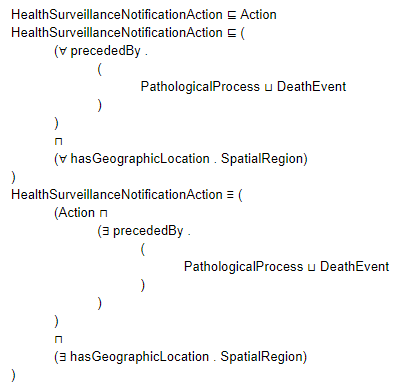 HealthSurveillanceNotificationAction ⊑ Action
HealthSurveillanceNotificationAction ⊑ (
(∀ precededBy .
(
PathologicalProcess ⊔ DeathEvent
)
)
⊓
(∀ hasGeographicLocation . SpatialRegion)
)
HealthSurveillanceNotificationAction ≡ (
(Action ⊓
(∃ precededBy .
(
PathologicalProcess ⊔ DeathEvent
)
)
)
⊓
(∃ hasGeographicLocation . SpatialRegion)
)